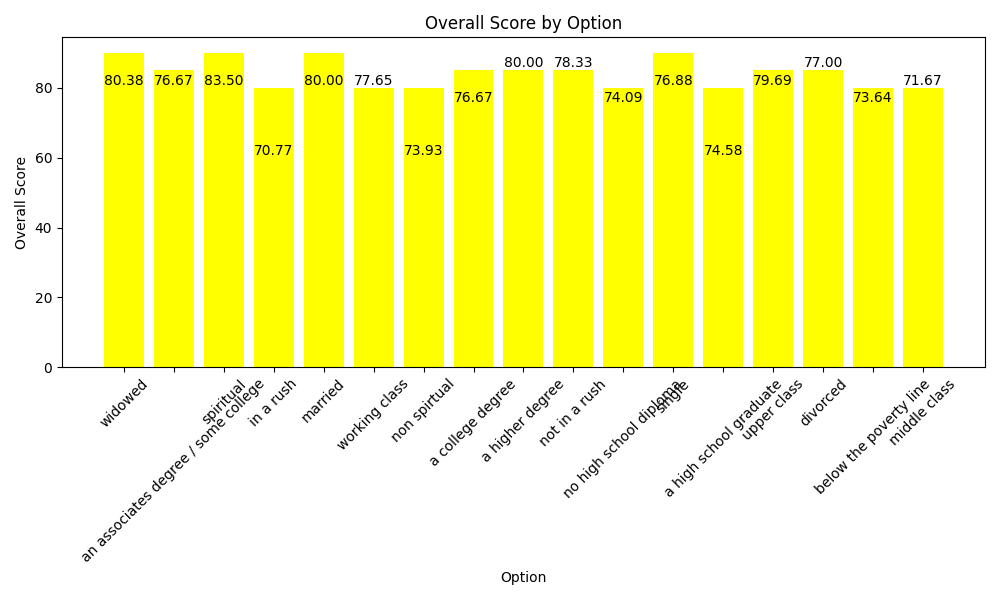 Overall Score by Option
Overall Score
80
60
40
20
0
80.38
76.67
83.50
70.77
80.00
77.65
73.93
76.67
80.00
78.33
74.09
76.88
74.58
79.69
77.00
73.64
71.67
widowed
an associates degree / some college
spiritual
in a rush
married
working class
non spirtual
a college degree
a higher degree
not in a rush
no high school diploma
single
a high school graduate
upper class
divorced
below the poverty line
middle class
Option